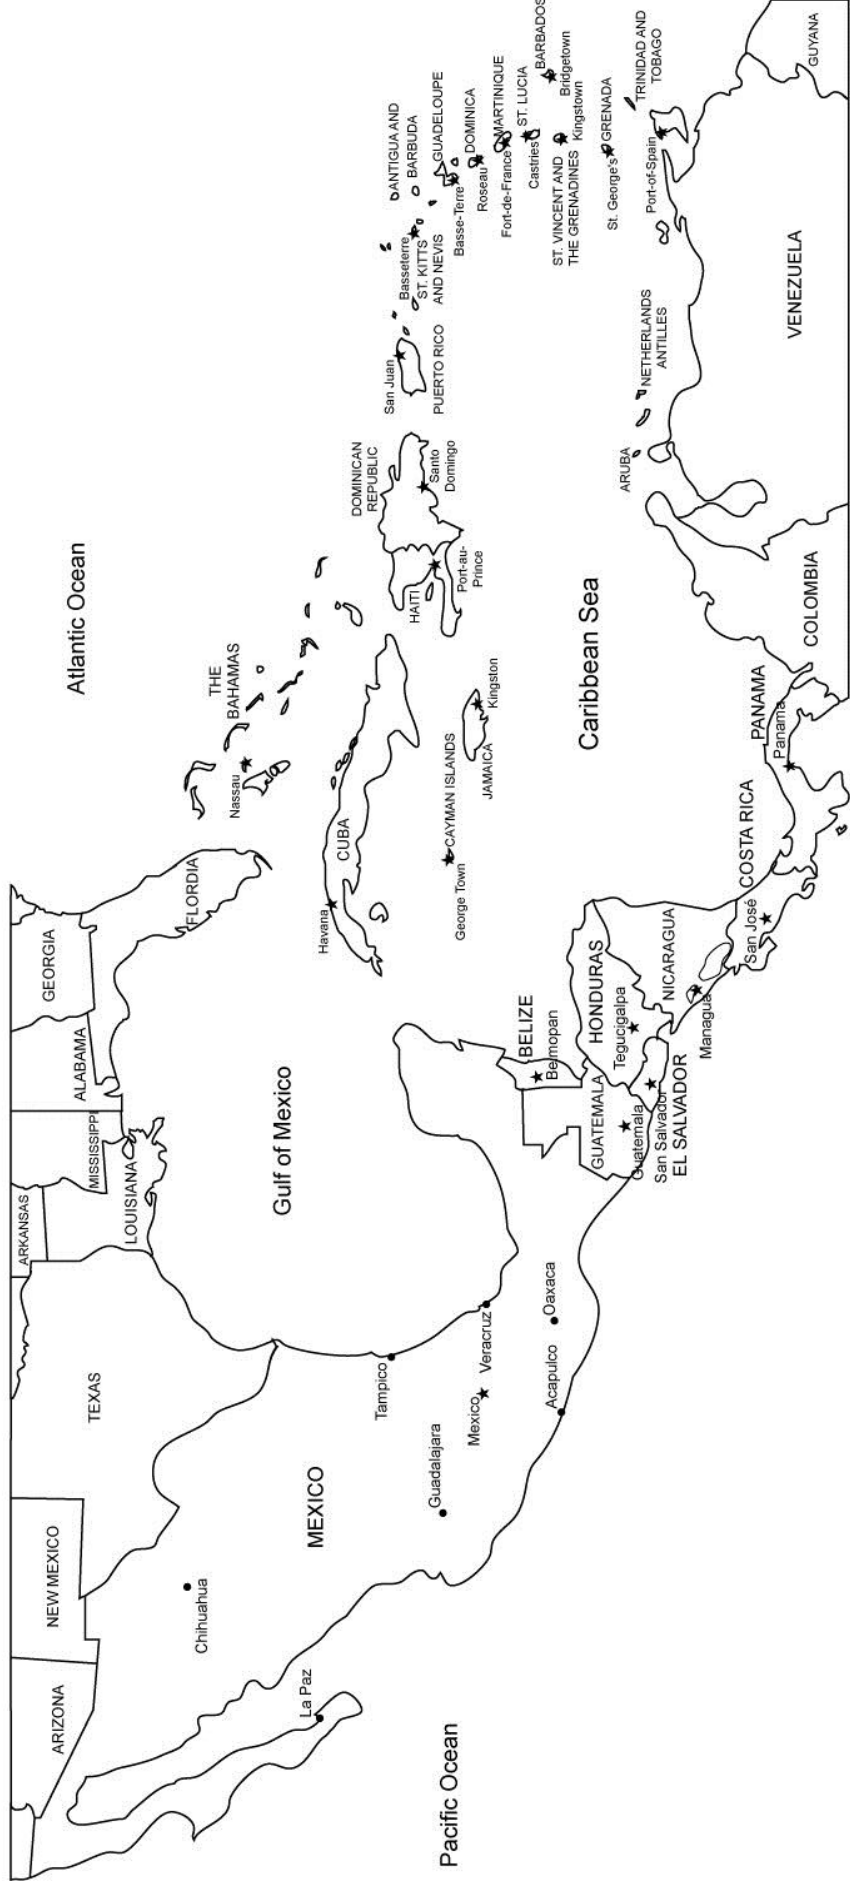 ARIZONA
NEW MEXICO
TEXAS
ARKANSAS
LOUISIANA
MISSISSIPPI
ALABAMA
GEORGIA
FLORDIA
Atlantic Ocean
Gulf of Mexico
Pacific Ocean
Caribbean Sea
MEXICO
Chihuahua
La Paz
Guadalajara
Tampico
Mexico
Veracruz
Acapulco
Oaxaca
BELIZE
Belmopan
GUATEMALA
Guatemala
HONDURAS
Tegucigalpa
San Salvador
EL SALVADOR
NICARAGUA
Managua
COSTA RICA
San José
PANAMA
Panama
COLOMBIA
VENEZUELA
GUYANA
THE
BAHAMAS
Nassau
Havana
CUBA
CAYMAN ISLANDS
George Town
JAMAICA
Kingston
HAITI
Port-au-
Prince
DOMINICAN
REPUBLIC
Santo
Domingo
San Juan
PUERTO RICO
Basseterre
ST. KITTS
AND NEVIS
ANTIGUA AND
BARBUDA
GUADELOUPE
Basse-Terre
DOMINICA
Roseau
MARTINIQUE
Fort-de-France
ST. LUCIA
Castries
BARBADOS
Bridgetown
Kingstown
ST. VINCENT AND
THE GRENADINES
GRENADA
St. George's
TRINIDAD AND
TOBAGO
Port-of-Spain
NETHERLANDS
ANTILLES
ARUBA